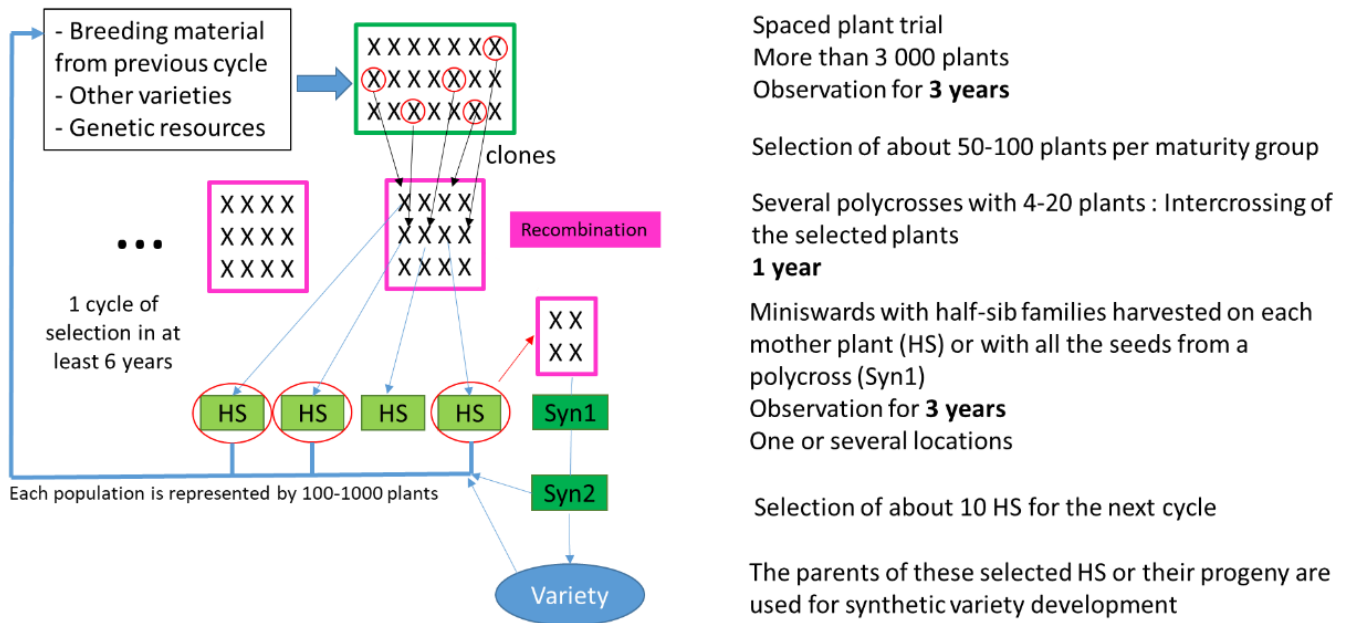 - Breeding material
from previous cycle
- Other varieties
- Genetic resources
X X X X X X X
X X X X X X X
X X X X X X X
clones
X X X X
X X X X
X X X X
...
X X X X
X X X X
X X X X
Recombination
1 cycle of
selection in at
least 6 years
X X
X X
HS
HS
HS
HS
Syn1
Syn2
Each population is represented by 100-1000 plants
Variety
Spaced plant trial
More than 3 000 plants
Observation for 3 years
Selection of about 50-100 plants per maturity group
Several polycrosses with 4-20 plants : Intercrossing of
the selected plants
1 year
Miniswards with half-sib families harvested on each
mother plant (HS) or with all the seeds from a
polycross (Syn1)
Observation for 3 years
One or several locations
Selection of about 10 HS for the next cycle
The parents of these selected HS or their progeny are
used for synthetic variety development